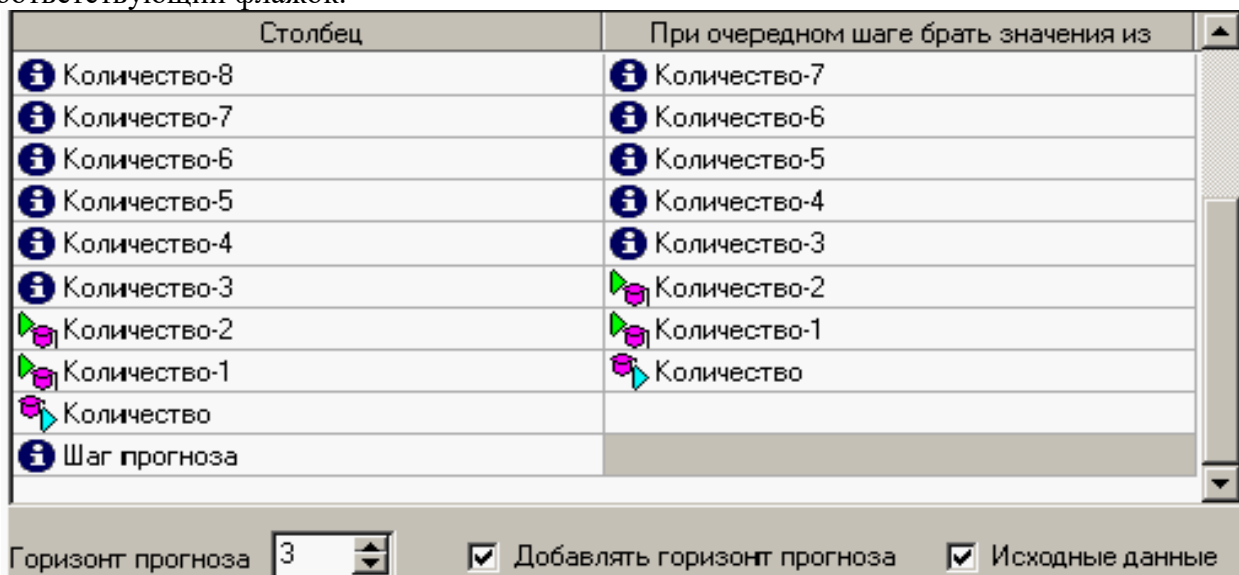 оответствующий флажок.
Столбец При очередном шаге брать значения из
Количество-8 Количество-7
Количество-7 Количество-6
Количество-6 Количество-5
Количество-5 Количество-4
Количество-4 Количество-3
Количество-3 Количество-2
Количество-2 Количество-1
Количество-1 Количество
Количество
Шаг прогноза
Горизонт прогноза 3 Добавлять горизонт прогноза Исходные данные